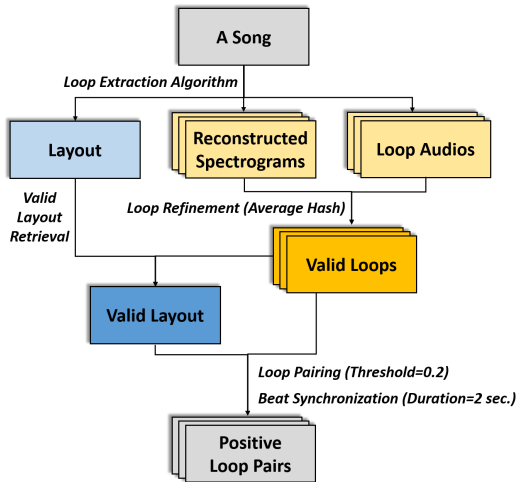 A Song
Loop Extraction Algorithm
Layout
Reconstructed
Spectrograms
Loop Audios
Valid
Layout
Retrieval
Loop Refinement (Average Hash)
Valid Loops
Valid Layout
Loop Pairing (Threshold=0.2)
Beat Synchronization (Duration=2 sec.)
Positive
Loop Pairs